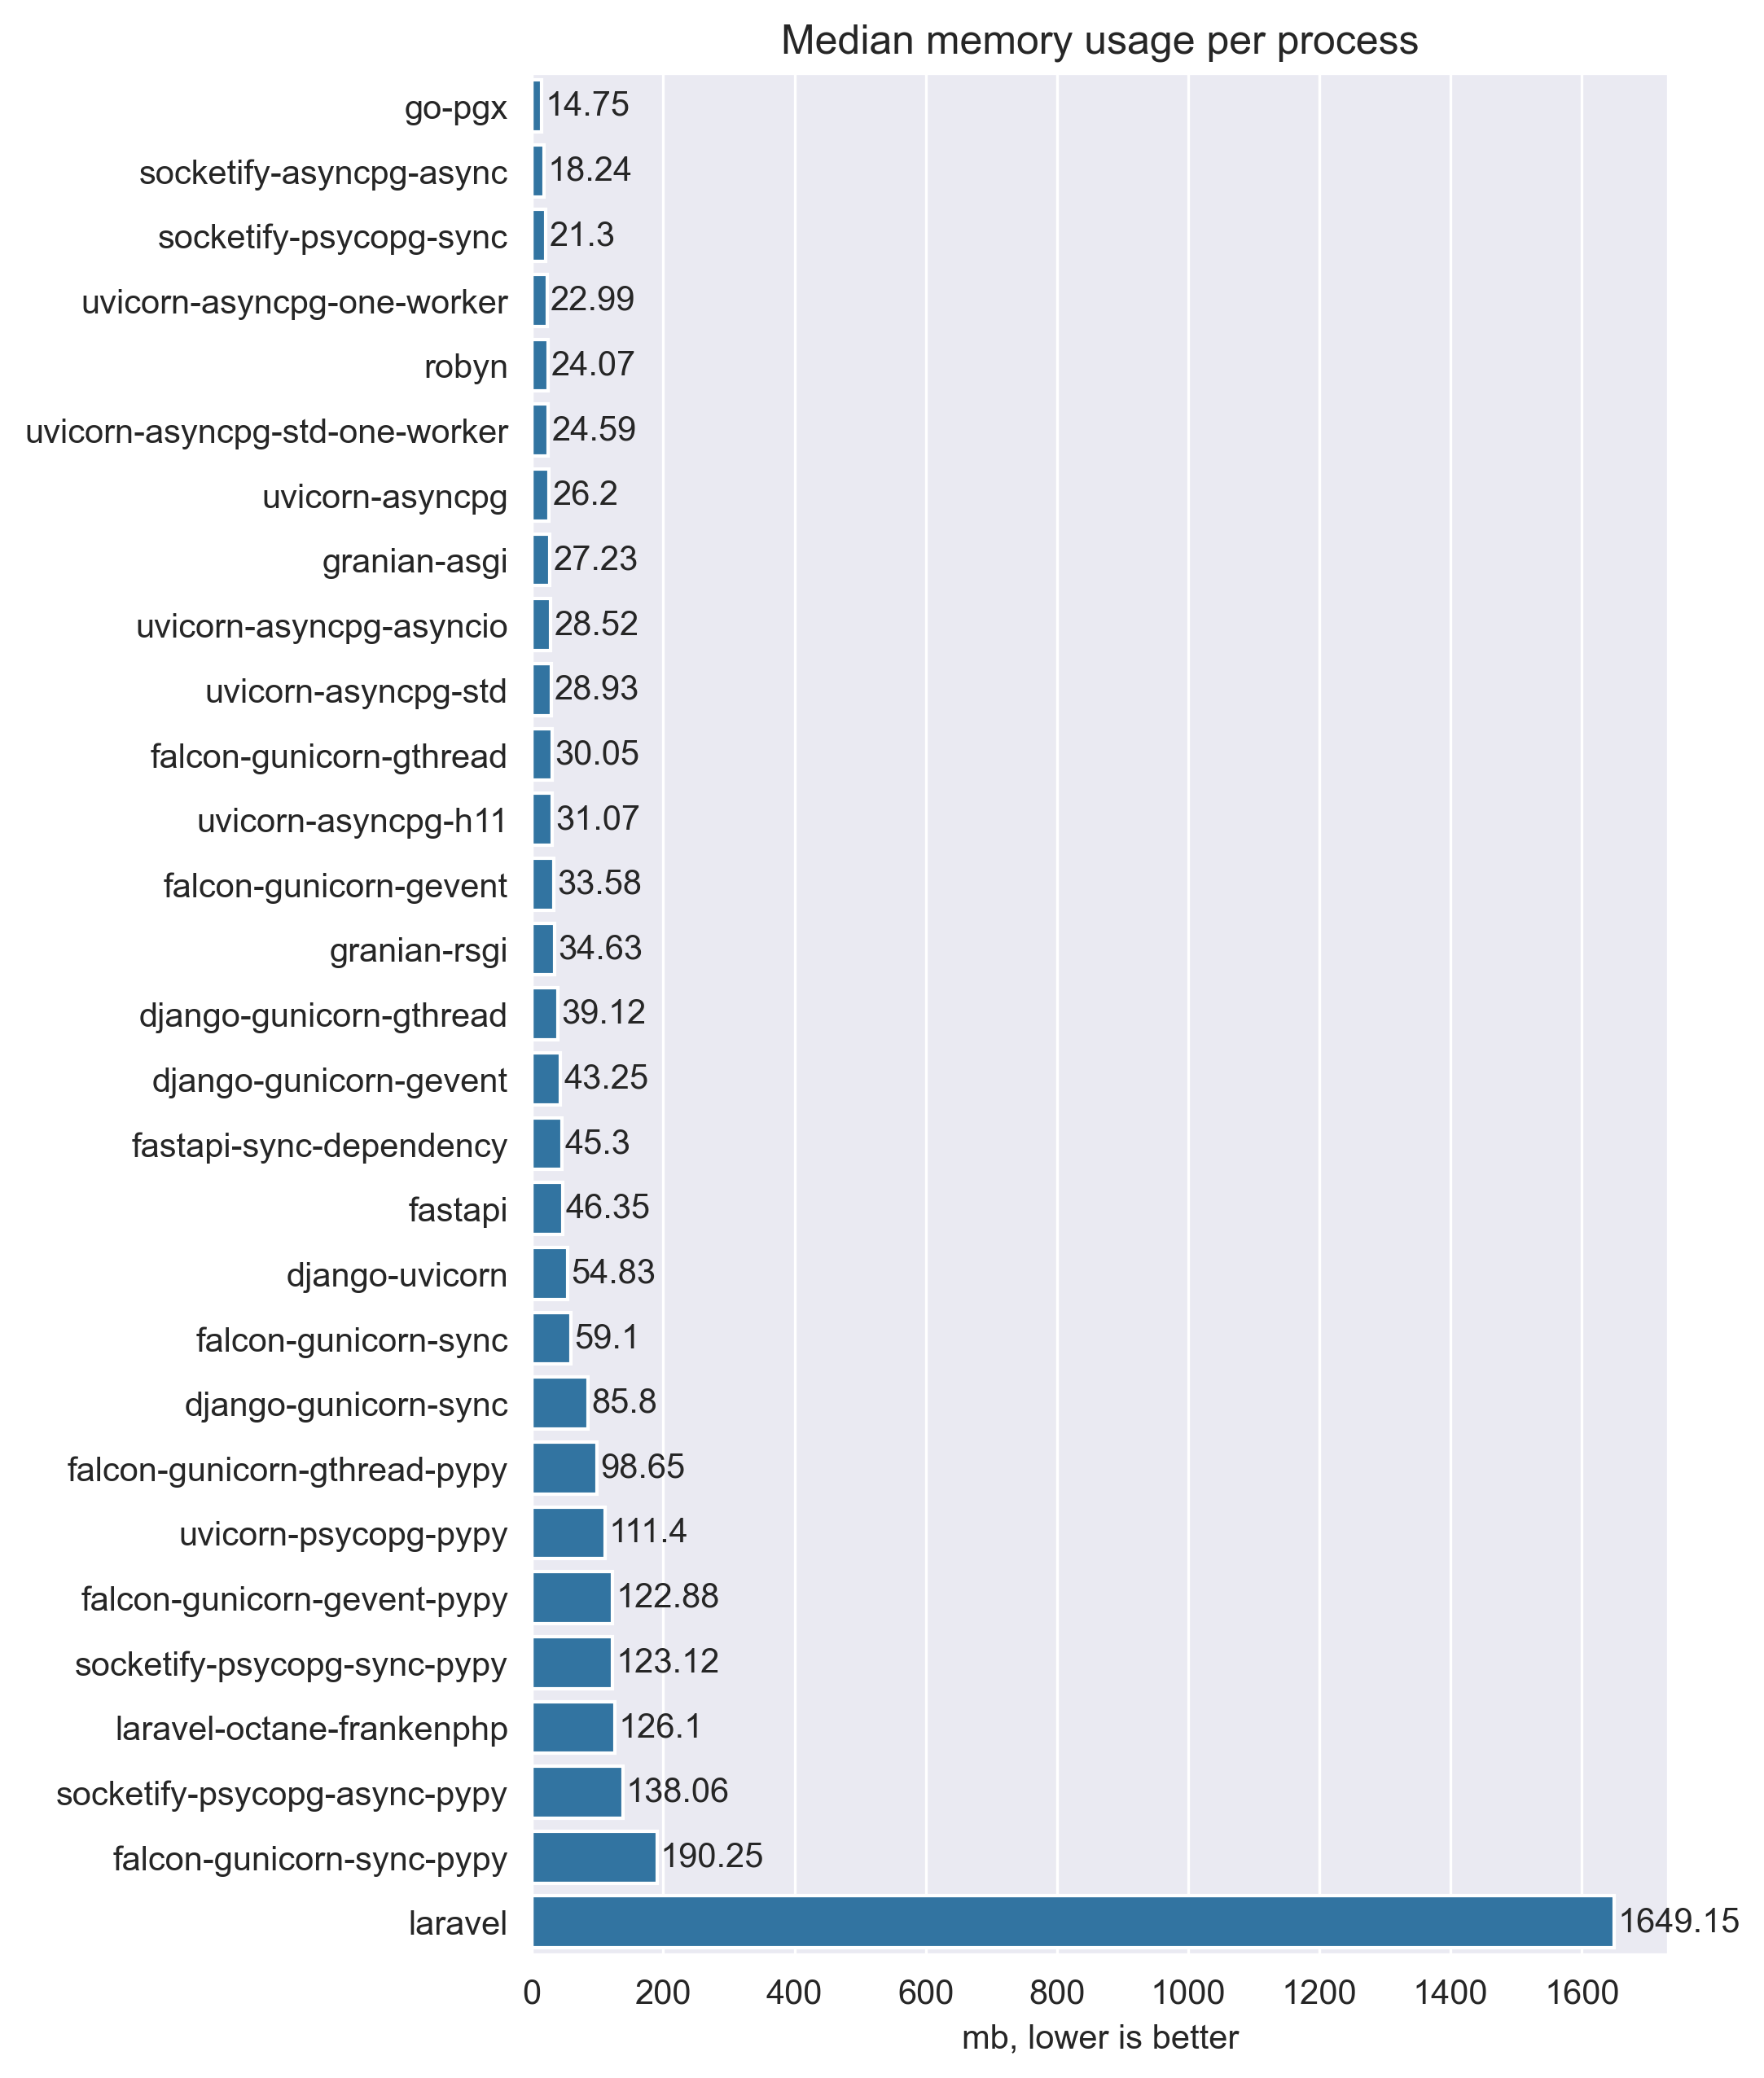 Median memory usage per process
go-pgx 14.75
socketify-asyncpg-async 18.24
socketify-psycopg-sync 21.3
uvicorn-asyncpg-one-worker 22.99
robyn 24.07
uvicorn-asyncpg-std-one-worker 24.59
uvicorn-asyncpg 26.2
granian-asgi 27.23
uvicorn-asyncpg-asyncio 28.52
uvicorn-asyncpg-std 28.93
falcon-gunicorn-gthread 30.05
uvicorn-asyncpg-h11 31.07
falcon-gunicorn-gevent 33.58
granian-rsgi 34.63
django-gunicorn-gthread 39.12
django-gunicorn-gevent 43.25
fastapi-sync-dependency 45.3
fastapi 46.35
django-uvicorn 54.83
falcon-gunicorn-sync 59.1
django-gunicorn-sync 85.8
falcon-gunicorn-gthread-pypy 98.65
uvicorn-psycopg-pypy 111.4
falcon-gunicorn-gevent-pypy 122.88
socketify-psycopg-sync-pypy 123.12
laravel-octane-frankenphp 126.1
socketify-psycopg-async-pypy 138.06
falcon-gunicorn-sync-pypy 190.25
laravel 1649.15
0 200 400 600 800 1000 1200 1400 1600
mb, lower is better